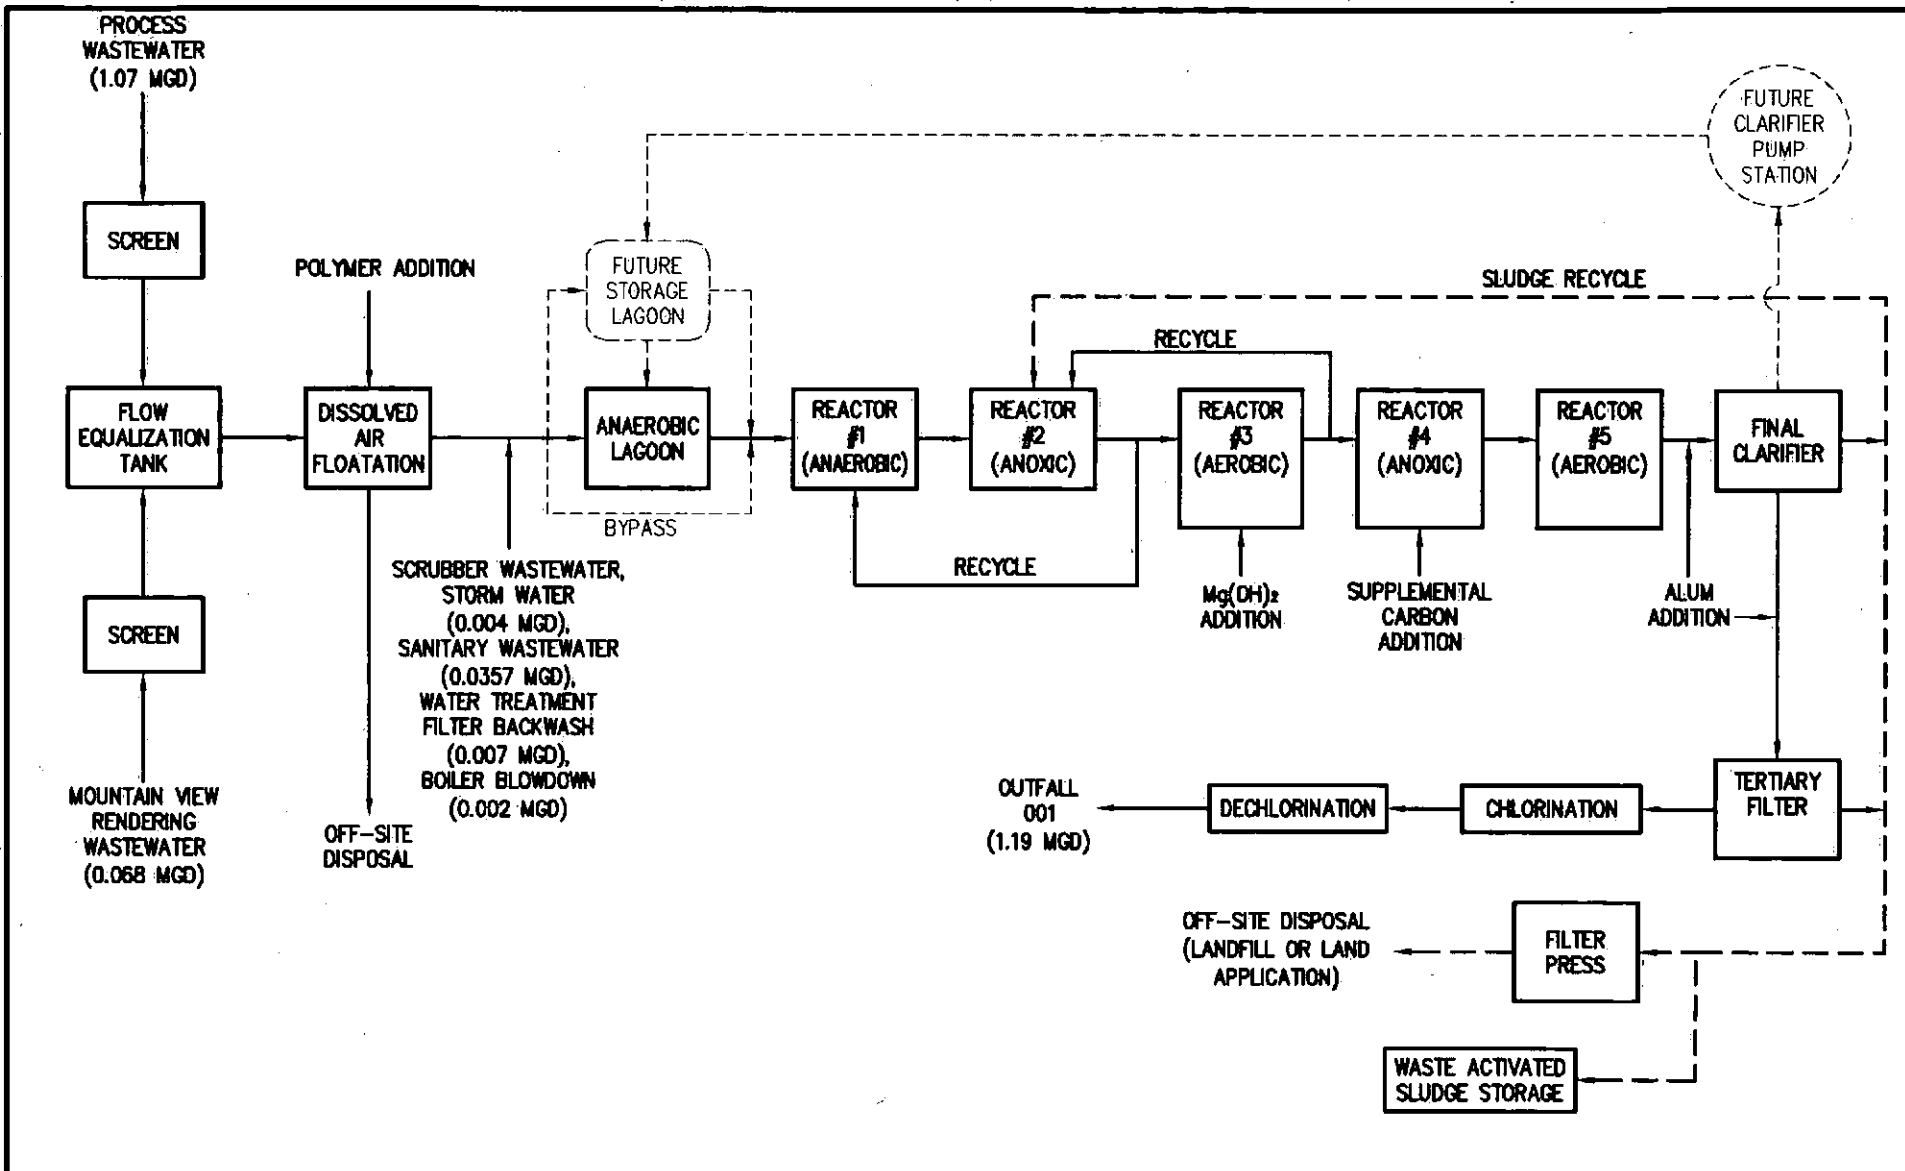 PROCESS
WASTEWATER
(1.07 MGD)
SCREEN
FLOW
EQUALIZATION
TANK
SCREEN
MOUNTAIN VIEW
RENDERING
WASTEWATER
(0.068 MGD)
POLYMER ADDITION
DISSOLVED
AIR
FLOATATION
OFF-SITE
DISPOSAL
SCRUBBER WASTEWATER,
STORM WATER
(0.004 MGD),
SANITARY WASTEWATER
(0.0357 MGD),
WATER TREATMENT
FILTER BACKWASH
(0.007 MGD),
BOILER BLOWDOWN
(0.002 MGD)
FUTURE
STORAGE
LAGOON
ANAEROBIC
LAGOON
BYPASS
REACTOR
#1
(ANAEROBIC)
RECYCLE
REACTOR
#2
(ANOXIC)
RECYCLE
SLUDGE RECYCLE
REACTOR
#3
(AEROBIC)
Mg(OH)₂
ADDITION
REACTOR
#4
(ANOXIC)
SUPPLEMENTAL
CARBON
ADDITION
REACTOR
#5
(AEROBIC)
ALUM
ADDITION
FUTURE
CLARIFIER
PUMP
STATION
FINAL
CLARIFIER
TERTIARY
FILTER
CHLORINATION
DECHLORINATION
OUTFALL
001
(1.19 MGD)
OFF-SITE DISPOSAL
(LANDFILL OR LAND
APPLICATION)
FILTER
PRESS
WASTE ACTIVATED
SLUDGE STORAGE